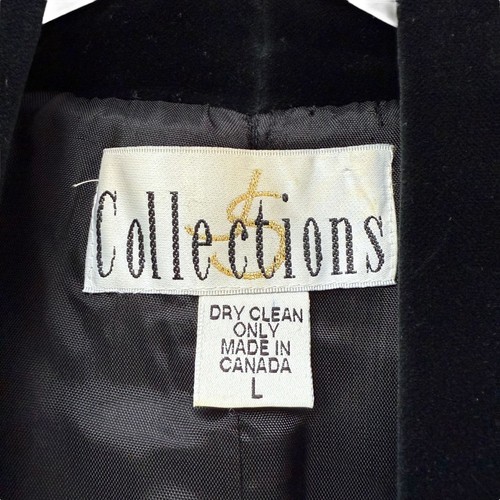 Collections
DRY CLEAN
ONLY
MADE IN
CANADA
L